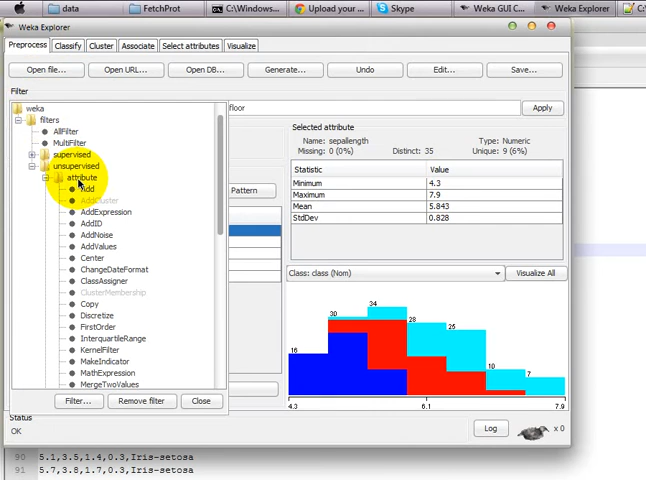 data
FetchProt
C:\Windows...
Upload your ...
Skype
Weka GUI C...
Weka Explorer
C:\
Weka Explorer
Preprocess
Classify
Cluster
Associate
Select attributes
Visualize
Open file...
Open URL...
Open DB...
Generate...
Undo
Edit...
Save...
Filter
weka
filters
AllFilter
MultiFilter
supervised
unsupervised
attribute
Add
AddCluster
AddExpression
AddID
AddNoise
AddValues
Center
ChangeDateFormat
ClassAssigner
ClusterMembership
Copy
Discretize
FirstOrder
InterquartileRange
KernelFilter
MakeIndicator
MathExpression
MergeTwoValues
Filter...
Remove filter
Close
floor
Apply
Pattern
Selected attribute
Name: sepallength
Type: Numeric
Missing: 0 (0%)
Distinct: 35
Unique: 9 (6%)
Statistic
Value
Minimum
4.3
Maximum
7.9
Mean
5.843
StdDev
0.828
Class: class (Nom)
Visualize All
16
30
34
28
25
10
7
4.3
6.1
7.9
Status
OK
Log
x 0
90 5.1,3.5,1.4,0.3,Iris-setosa
91 5.7,3.8,1.7,0.3,Iris-setosa